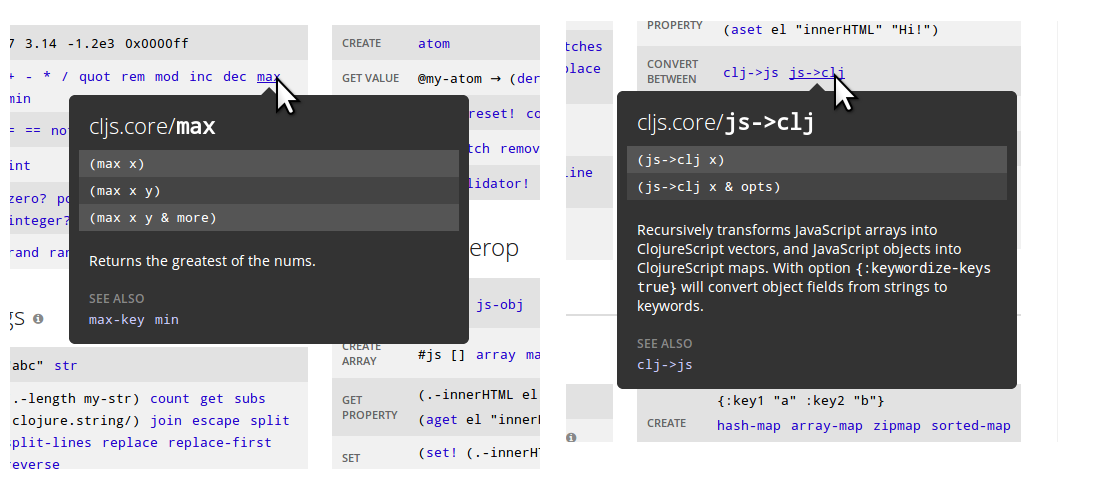 7 3.14 -1.2e3 0x0000ff
+ - * / quot rem mod inc dec max
min
= ==
int
zero?
integer?
rand
cljs.core/max
(max x)
(max x y)
(max x y & more)
Returns the greatest of the nums.
SEE ALSO
max-key min
"abc" str
(.-length my-str) count get subs
(clojure.string/) join escape split
split-lines replace replace-first
reverse
CREATE atom
GET VALUE @my-atom → (der
reset! co
tch remov
lidator!
erop
js-obj
CREATE
ARRAY
#js [] array ma
GET
PROPERTY
(.-innerHTML el
(aget el "innerH
SET (set! (.-innerHT
tches
place
line
PROPERTY
(aset el "innerHTML" "Hi!")
CONVERT
BETWEEN
clj->js js->clj
cljs.core/js->clj
(js->clj x)
(js->clj x & opts)
Recursively transforms JavaScript arrays into
ClojureScript vectors, and JavaScript objects into
ClojureScript maps. With option {:keywordize-keys
true} will convert object fields from strings to
keywords.
SEE ALSO
clj->js
{:key1 "a" :key2 "b"}
CREATE
hash-map array-map zipmap sorted-map